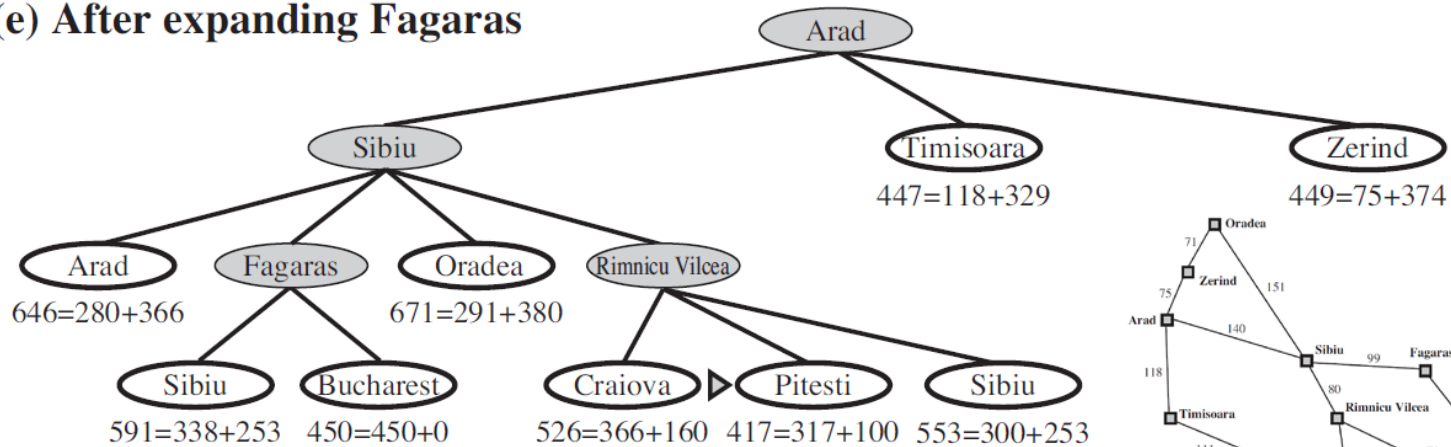 (e) After expanding Fagaras
Arad
Sibiu
Timisoara
Zerind
447=118+329
449=75+374
Arad
Fagaras
Oradea
Rimnicu Vilcea
646=280+366
671=291+380
Sibiu
Bucharest
Craiova
Pitesti
Sibiu
591=338+253
450=450+0
526=366+160
417=317+100
553=300+253
Oradea
71
Zerind
75
151
Arad
140
Sibiu
99
Fagaras
118
80
Timisoara
Rimnicu Vilcea